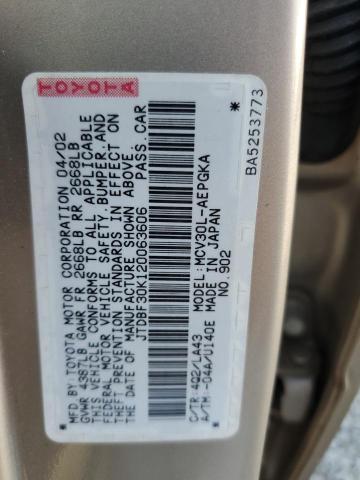 TOYOTA
MFD BY:TOYOTA MOTOR CORPORATION 04/02
GVWR 4387LB GAWR FR 2668LB RR 2668LB
THIS VEHICLE CONFORMS TO ALL APPLICABLE
FEDERAL MOTOR VEHICLE SAFETY, BUMPER, AND
THEFT PREVENTION STANDARDS IN EFFECT ON
THE DATE OF MANUFACTURE SHOWN ABOVE.
JTDBF30K120063606 PASS. CAR
*
BA5253773
C/TR:4Q2/LA43 MODEL:MCV30L-AEPGKA
A/TM:-04A/U140E MADE IN JAPAN
NO.902